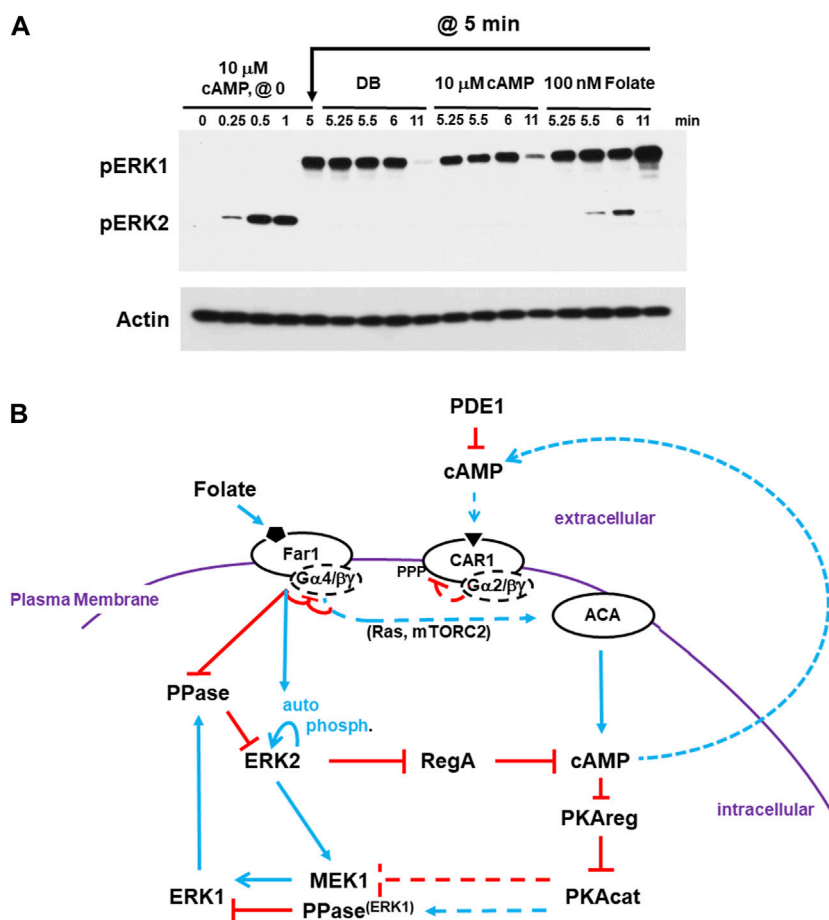 A
@ 5 min
10 μM
cAMP, @ 0
DB
10 μM cAMP
100 nM Folate
0 0.25 0.5 1 5 5.25 5.5 6 11 5.25 5.5 6 11 5.25 5.5 6 11 min
pERK1
pERK2
Actin
B
PDE1
cAMP
Folate
extracellular
Far1
CAR1
PPP
Gα4/βγ
Gα2/βγ
Plasma Membrane
ACA
(Ras, mTORC2)
PPase
auto
phosph.
ERK2
RegA
cAMP
intracellular
PKAreg
MEK1
ERK1
PPase(ERK1)
PKAcat